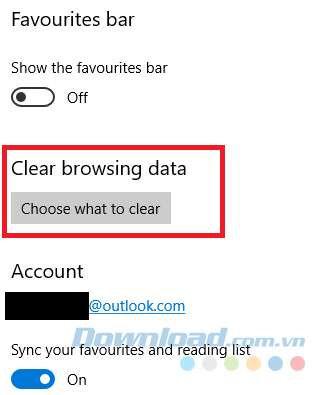 Favourites bar
Show the favourites bar
Off
Clear browsing data
Choose what to clear
Account
@outlook.com
Download.com.vn
Sync your favourites and reading list
On